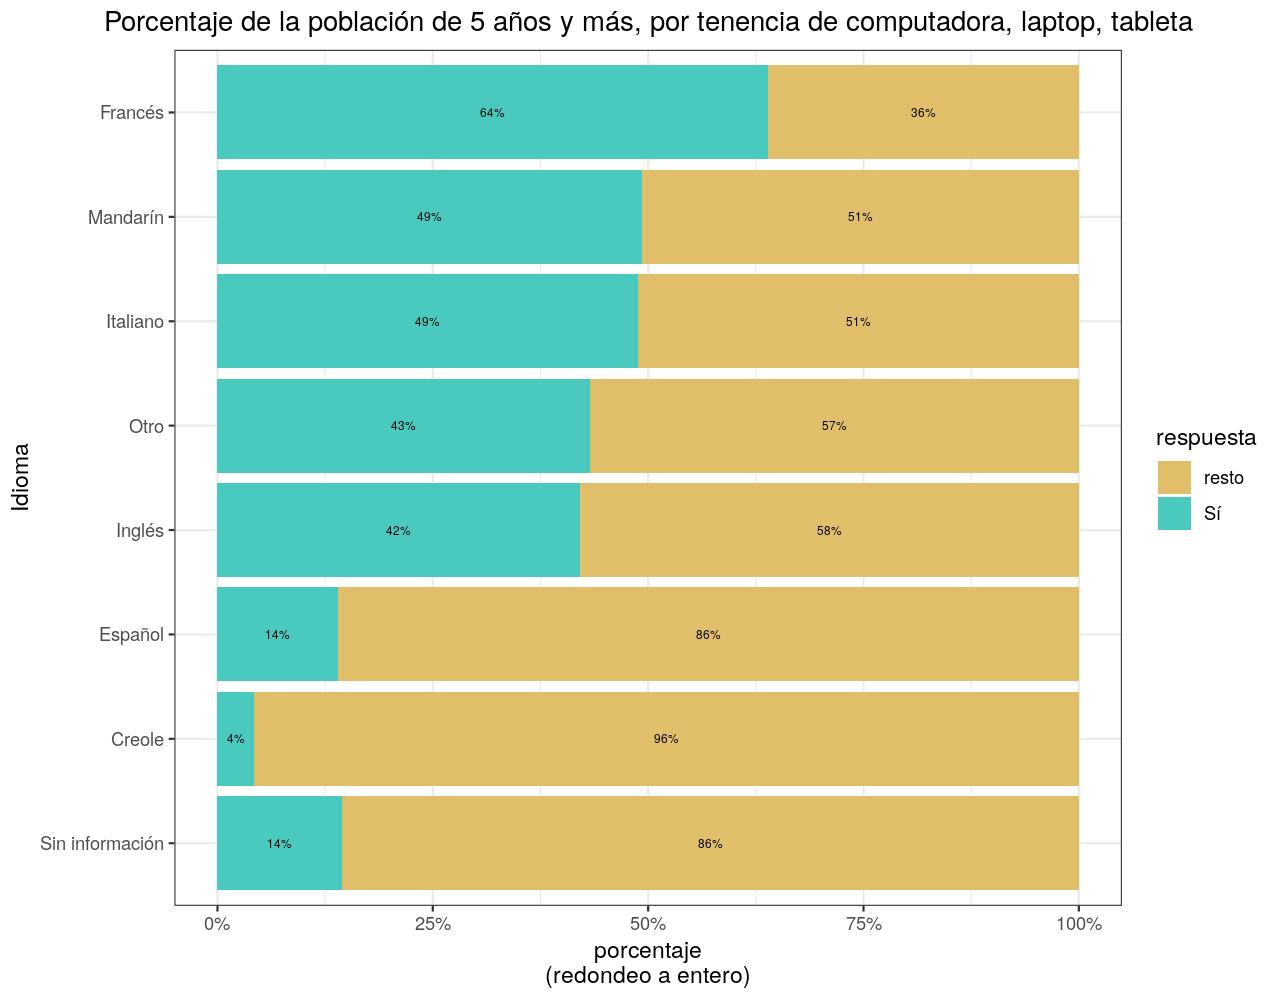 Porcentaje de la población de 5 años y más, por tenencia de computadora, laptop, tableta
Idioma
Francés 64% 36%
Mandarín 49% 51%
Italiano 49% 51%
Otro 43% 57%
Inglés 42% 58%
Español 14% 86%
Creole 4% 96%
Sin información 14% 86%
0% 25% 50% 75% 100%
porcentaje
(redondeo a entero)
respuesta
resto
Sí